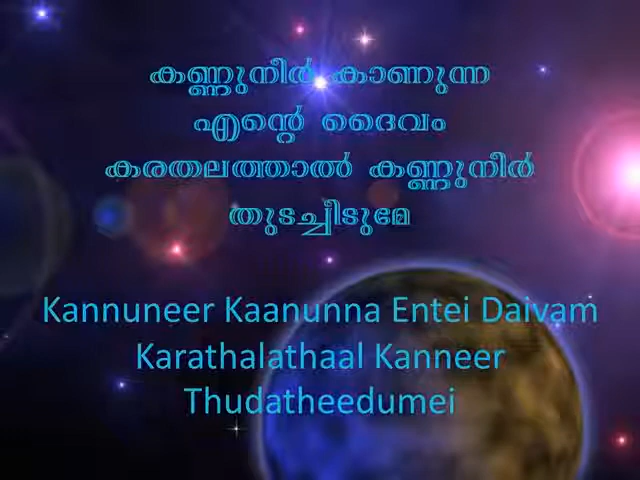 കണ്ണുനീർ കാണുന്ന
എന്റെ ദൈവം
കരതലത്താൽ കണ്ണുനീർ
തുടച്ചീടുമേ
Kannuneer Kaanunna Entei Daivam
Karathalathaal Kanneer
Thudatheedumei